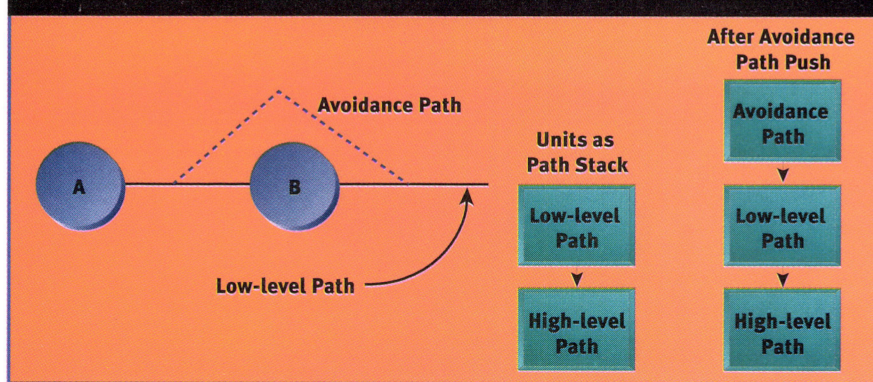 After Avoidance
Path Push
Avoidance
Path
Avoidance Path
Units as
Path Stack
A
B
Low-level
Path
Low-level
Path
Low-level Path
High-level
Path
High-level
Path